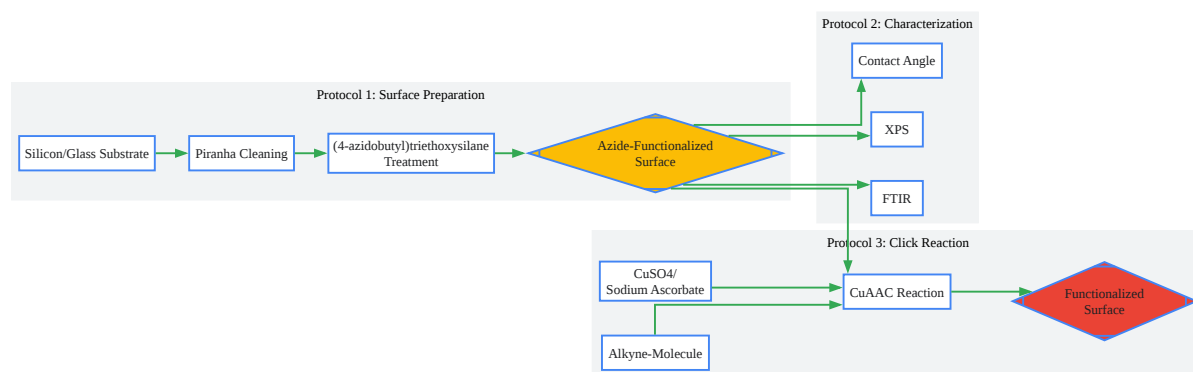 Protocol 1: Surface Preparation
Silicon/Glass Substrate
Piranha Cleaning
(4-azidobutyl)triethoxysilane
Treatment
Azide-Functionalized
Surface
Protocol 2: Characterization
Contact Angle
XPS
FTIR
Protocol 3: Click Reaction
CuSO4/
Sodium Ascorbate
Alkyne-Molecule
CuAAC Reaction
Functionalized
Surface